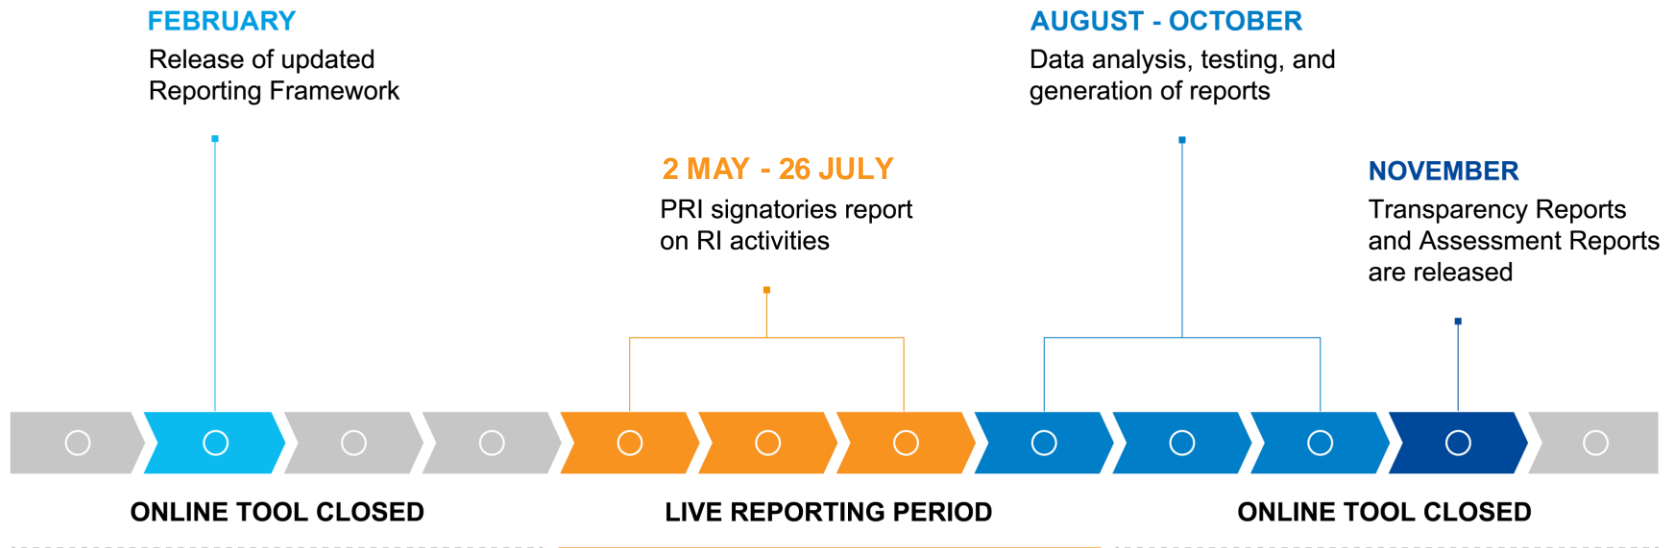 FEBRUARY
Release of updated
Reporting Framework
2 MAY - 26 JULY
PRI signatories report
on RI activities
AUGUST - OCTOBER
Data analysis, testing, and
generation of reports
NOVEMBER
Transparency Reports
and Assessment Reports
are released
ONLINE TOOL CLOSED
LIVE REPORTING PERIOD
ONLINE TOOL CLOSED